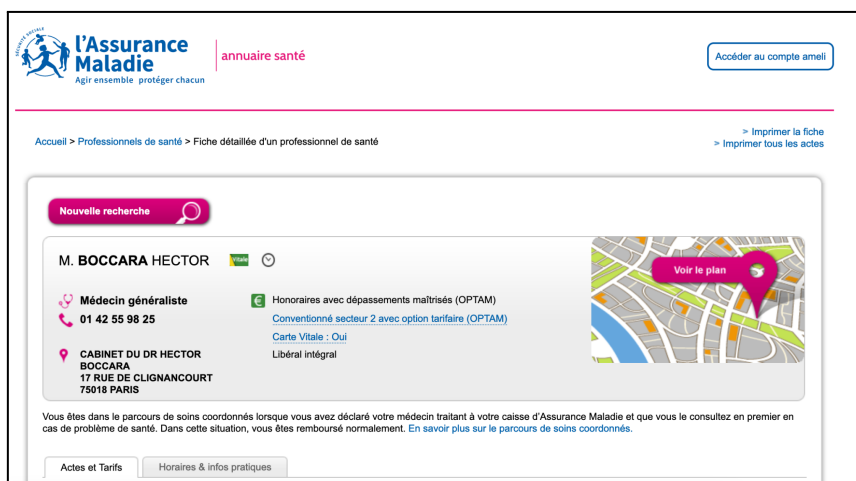 SÉCURITÉ SOCIALE
l'Assurance
Maladie
Agir ensemble protéger chacun
annuaire santé
Accéder au compte ameli
Accueil > Professionnels de santé > Fiche détaillée d'un professionnel de santé
> Imprimer la fiche
> Imprimer tous les actes
Nouvelle recherche
M. BOCCARA HECTOR
Vitale
Voir le plan
Médecin généraliste
01 42 55 98 25
CABINET DU DR HECTOR
BOCCARA
17 RUE DE CLIGNANCOURT
75018 PARIS
€
Honoraires avec dépassements maîtrisés (OPTAM)
Conventionné secteur 2 avec option tarifaire (OPTAM)
Carte Vitale : Oui
Libéral intégral
Vous êtes dans le parcours de soins coordonnés lorsque vous avez déclaré votre médecin traitant à votre caisse d'Assurance Maladie et que vous le consultez en premier en
cas de problème de santé. Dans cette situation, vous êtes remboursé normalement. En savoir plus sur le parcours de soins coordonnés.
Actes et Tarifs
Horaires & infos pratiques